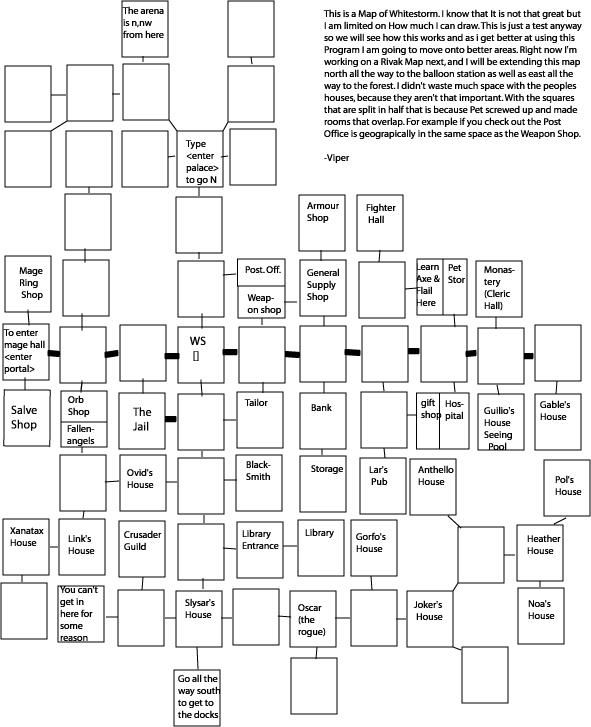 The arena
is n,nw
from here
This is a Map of Whitestorm. I know that It is not that great but
I am limited on How much I can draw. This is just a test anyway
so we will see how this works and as i get better at using this
Program I am going to move onto better areas. Right now I'm
working on a Rivak Map next, and I will be extending this map
north all the way to the balloon station as well as east all the
way to the forest. I didn't waste much space with the peoples
houses, because they aren't that important. With the squares
that are split in half that is because Pet screwed up and made
rooms that overlap. For example if you check out the Post
Office is geograpically in the same space as the Weapon Shop.
-Viper
Type
<enter
palace>
to go N
Armour
Shop
Fighter
Hall
Mage
Ring
Shop
Post. Off.
Weap-
on shop
General
Supply
Shop
Learn
Axe &
Flail
Here
Pet
Stor
Monas-
tery
(Cleric
Hall)
To enter
mage hall
<enter
portal>
WS
[]
Salve
Shop
Orb
Shop
Fallen-
angels
The
Jail
Tailor
Bank
gift
shop
Hos-
pital
Guilio's
House
Seeing
Pool
Gable's
House
Ovid's
House
Black-
Smith
Storage
Lar's
Pub
Anthello
House
Pol's
House
Xanatax
House
Link's
House
Crusader
Guild
Library
Entrance
Library
Gorfo's
House
Heather
House
You can't
get in
here for
some
reason
Slysar's
House
Oscar
(the
rogue)
Joker's
House
Noa's
House
Go all the
way south
to get to
the docks